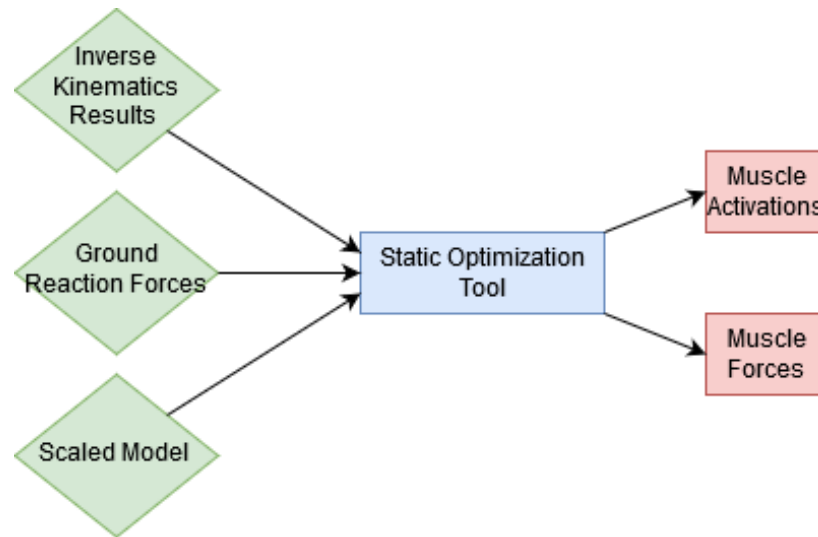 Inverse
Kinematics
Results
Ground
Reaction Forces
Scaled Model
Static Optimization
Tool
Muscle
Activations
Muscle
Forces